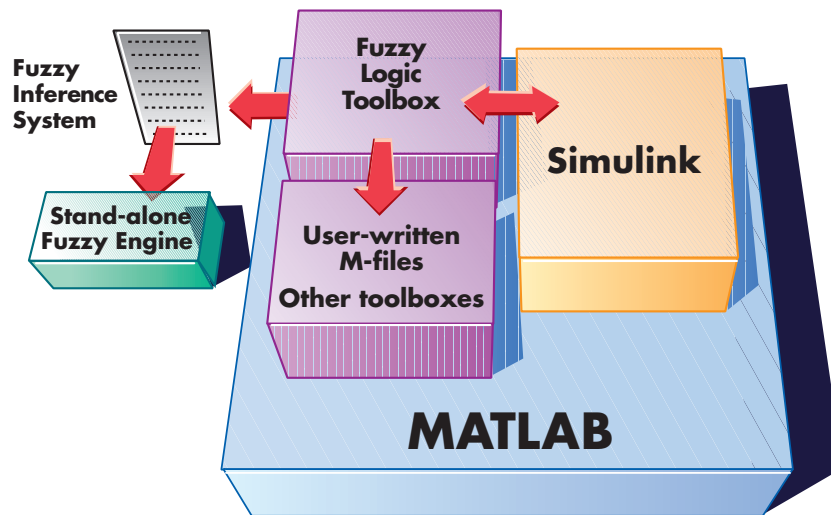 Fuzzy
Inference
System
Fuzzy
Logic
Toolbox
Simulink
Stand-alone
Fuzzy Engine
User-written
M-files
Other toolboxes
MATLAB